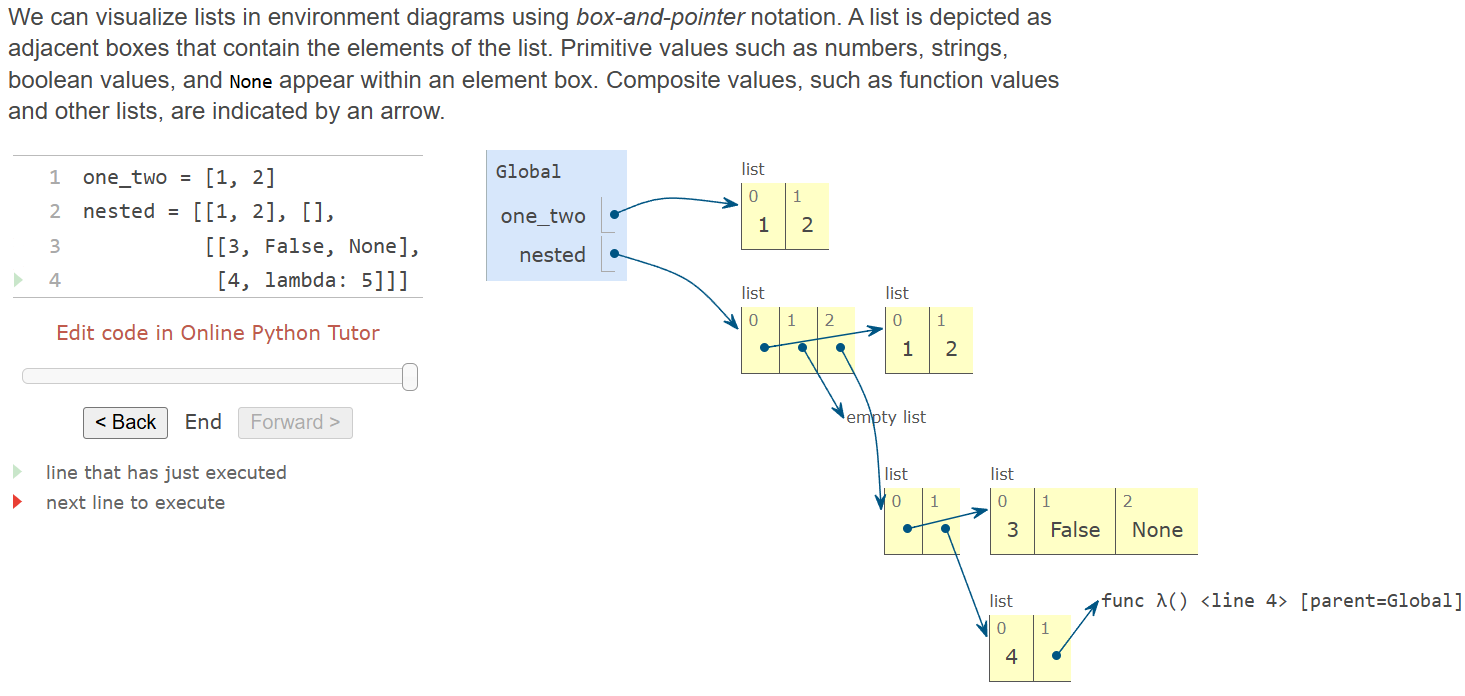 We can visualize lists in environment diagrams using box-and-pointer notation. A list is depicted as
adjacent boxes that contain the elements of the list. Primitive values such as numbers, strings,
boolean values, and None appear within an element box. Composite values, such as function values
and other lists, are indicated by an arrow.
1 one_two = [1, 2]
2 nested = [[1, 2], [],
3 [[3, False, None],
4 [4, lambda: 5]]]
Edit code in Online Python Tutor
< Back End Forward >
line that has just executed
next line to execute
Global
one_two
nested
list
0 1
1 2
list
0 1 2
list
0 1
1 2
empty list
list
0 1
list
0 1 2
3 False None
list
0 1
4
func λ() <line 4> [parent=Global]